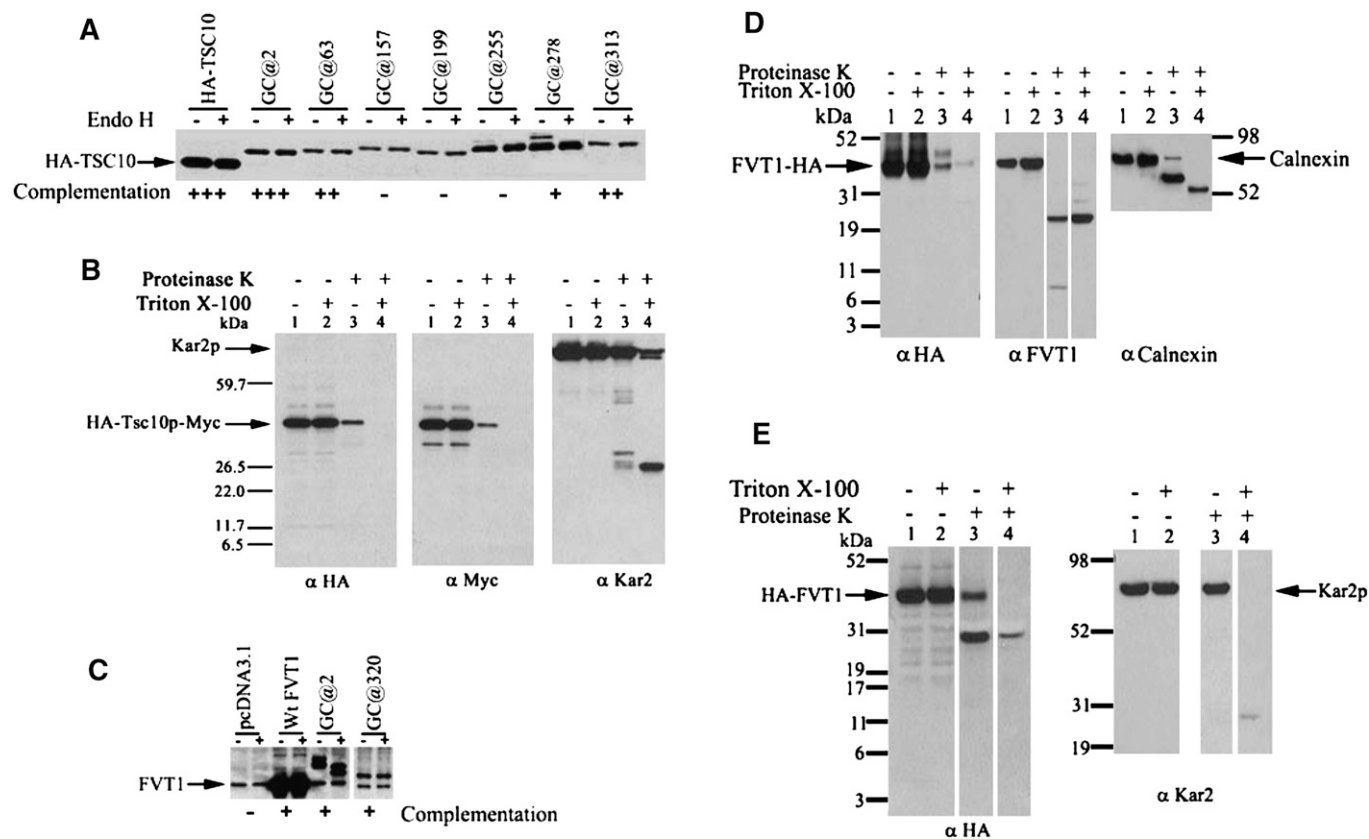 A
HA-TSC10
GC@2
GC@63
GC@157
GC@199
GC@255
GC@278
GC@313
Endo H - + - + - + - + - + - + - + - +
HA-TSC10
Complementation +++ +++ ++ - - - + ++
B
Proteinase K - - + + - - + + - - + +
Triton X-100 - + - + - + - + - + - +
kDa 1 2 3 4 1 2 3 4 1 2 3 4
Kar2p
59.7
HA-Tsc10p-Myc
26.5
22.0
11.7
6.5
α HA
α Myc
α Kar2
C
pcDNA3.1
Wt FVT1
GC@2
GC@320
- + - + - + - +
FVT1
- + + + Complementation
D
Proteinase K - - + + - - + + - - + +
Triton X-100 - + - + - + - + - + - +
kDa 1 2 3 4 1 2 3 4 1 2 3 4
52
FVT1-HA
31
19
11
6
3
98
Calnexin
52
α HA
α FVT1
α Calnexin
E
Triton X-100 - + - + - + - +
Proteinase K - - + + - - + +
kDa 1 2 3 4 1 2 3 4
52
HA-FVT1
31
19
17
11
6
3
α HA
98
Kar2p
52
31
19
α Kar2